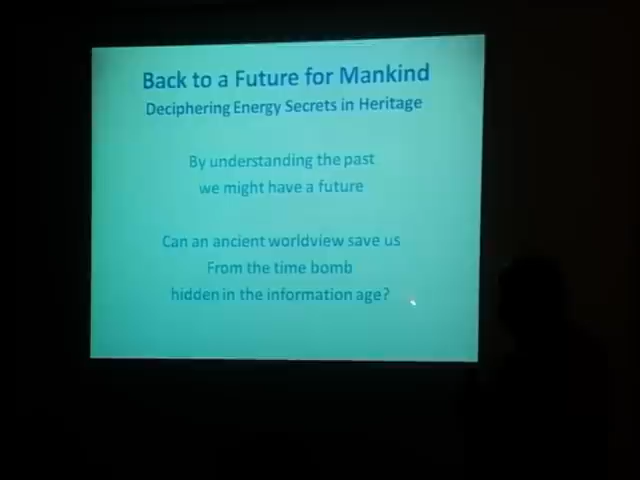 Back to a Future for Mankind
Deciphering Energy Secrets in Heritage
By understanding the past
we might have a future
Can an ancient worldview save us
From the time bomb
hidden in the information age?